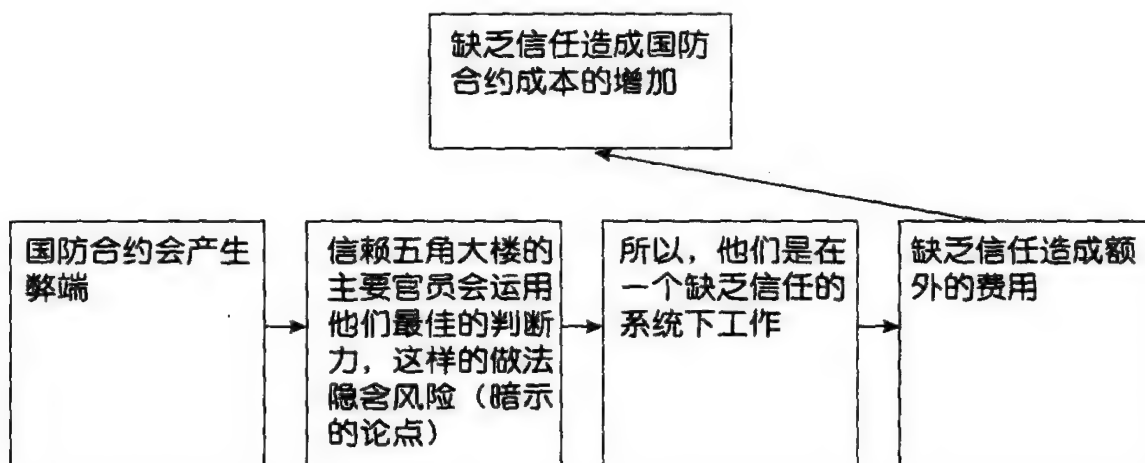 缺乏信任造成国防
合约成本的增加
国防合约会产生
弊端
信赖五角大楼的
主要官员会运用
他们最佳的判断
力，这样的做法
隐含风险（暗示
的论点）
所以，他们是在
一个缺乏信任的
系统下工作
缺乏信任造成额
外的费用